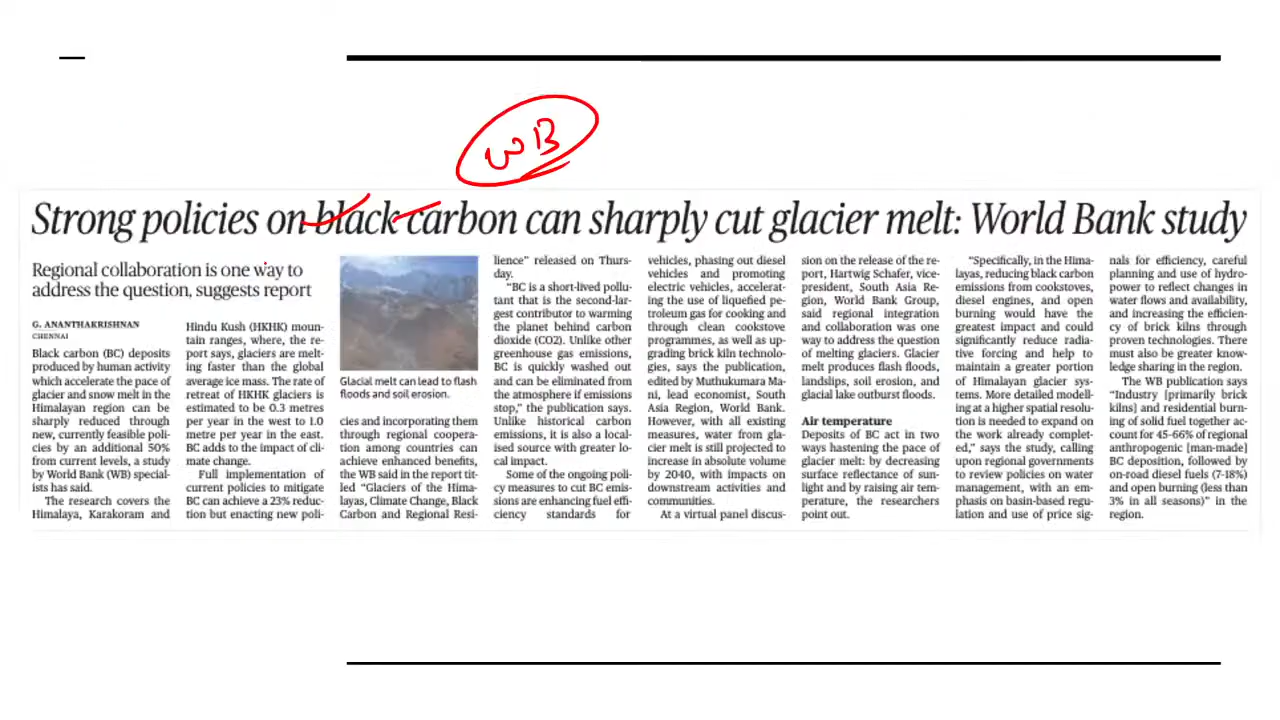 WB
Strong policies on black carbon can sharply cut glacier melt: World Bank study
Regional collaboration is one way to
address the question, suggests report
G. ANANTHAKRISHNAN
CHENNAI
Black carbon (BC) deposits
produced by human activity
which accelerate the pace of
glacier and snow melt in the
Himalayan region can be
sharply reduced through
new, currently feasible poli-
cies by an additional 50%
from current levels, a study
by World Bank (WB) special-
ists has said.
The research covers the
Himalaya, Karakoram and
Hindu Kush (HKHK) moun-
tain ranges, where, the re-
port says, glaciers are melt-
ing faster than the global
average ice mass. The rate of
retreat of HKHK glaciers is
estimated to be 0.3 metres
per year in the west to 1.0
metre per year in the east.
BC adds to the impact of cli-
mate change.
Full implementation of
current policies to mitigate
BC can achieve a 23% reduc-
tion but enacting new poli-
Glacial melt can lead to flash
floods and soil erosion.
cies and incorporating them
through regional coopera-
tion among countries can
achieve enhanced benefits,
the WB said in the report tit-
led “Glaciers of the Hima-
layas, Climate Change, Black
Carbon and Regional Resi-
lience” released on Thurs-
day.
“BC is a short-lived pollu-
tant that is the second-lar-
gest contributor to warming
the planet behind carbon
dioxide (CO2). Unlike other
greenhouse gas emissions,
BC is quickly washed out
and can be eliminated from
the atmosphere if emissions
stop,” the publication says.
Unlike historical carbon
emissions, it is also a local-
ised source with greater lo-
cal impact.
Some of the ongoing poli-
cy measures to cut BC emis-
sions are enhancing fuel effi-
ciency standards for
vehicles, phasing out diesel
vehicles and promoting
electric vehicles, accelerat-
ing the use of liquefied pe-
troleum gas for cooking and
through clean cookstove
programmes, as well as up-
grading brick kiln technolo-
gies, says the publication,
edited by Muthukumara Ma-
ni, lead economist, South
Asia Region, World Bank.
However, with all existing
measures, water from gla-
cier melt is still projected to
increase in absolute volume
by 2040, with impacts on
downstream activities and
communities.
At a virtual panel discus-
sion on the release of the re-
port, Hartwig Schafer, vice-
president, South Asia Re-
gion, World Bank Group,
said regional integration
and collaboration was one
way to address the question
of melting glaciers. Glacier
melt produces flash floods,
landslips, soil erosion, and
glacial lake outburst floods.
Air temperature
Deposits of BC act in two
ways hastening the pace of
glacier melt: by decreasing
surface reflectance of sun-
light and by raising air tem-
perature, the researchers
point out.
“Specifically, in the Hima-
layas, reducing black carbon
emissions from cookstoves,
diesel engines, and open
burning would have the
greatest impact and could
significantly reduce radia-
tive forcing and help to
maintain a greater portion
of Himalayan glacier sys-
tems. More detailed modell-
ing at a higher spatial resolu-
tion is needed to expand on
the work already complet-
ed,” says the study, calling
upon regional governments
to review policies on water
management, with an em-
phasis on basin-based regu-
lation and use of price sig-
nals for efficiency, careful
planning and use of hydro-
power to reflect changes in
water flows and availability,
and increasing the efficien-
cy of brick kilns through
proven technologies. There
must also be greater know-
ledge sharing in the region.
The WB publication says
“Industry [primarily brick
kilns] and residential burn-
ing of solid fuel together ac-
count for 45-66% of regional
anthropogenic [man-made]
BC deposition, followed by
on-road diesel fuels (7-18%)
and open burning (less than
3% in all seasons)” in the
region.